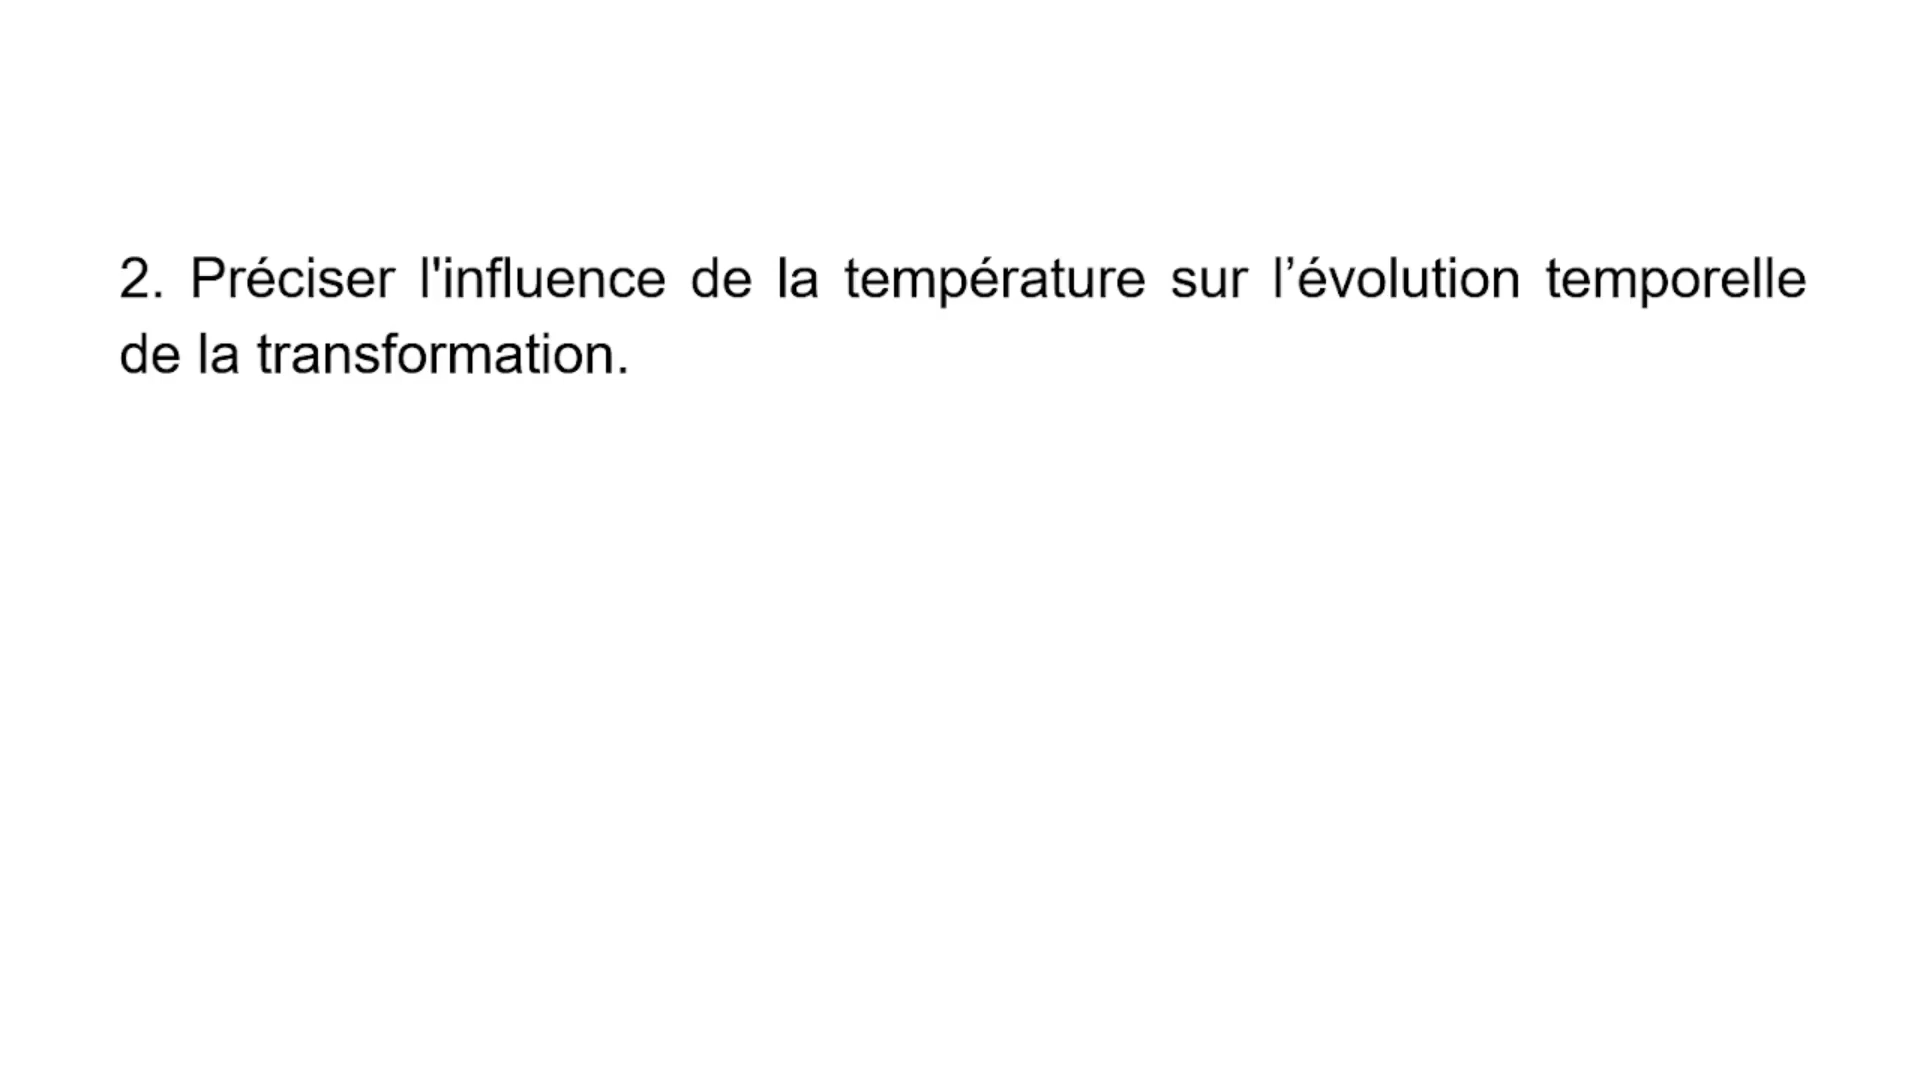 2. Préciser l'influence de la température sur l’évolution temporelle
de la transformation.